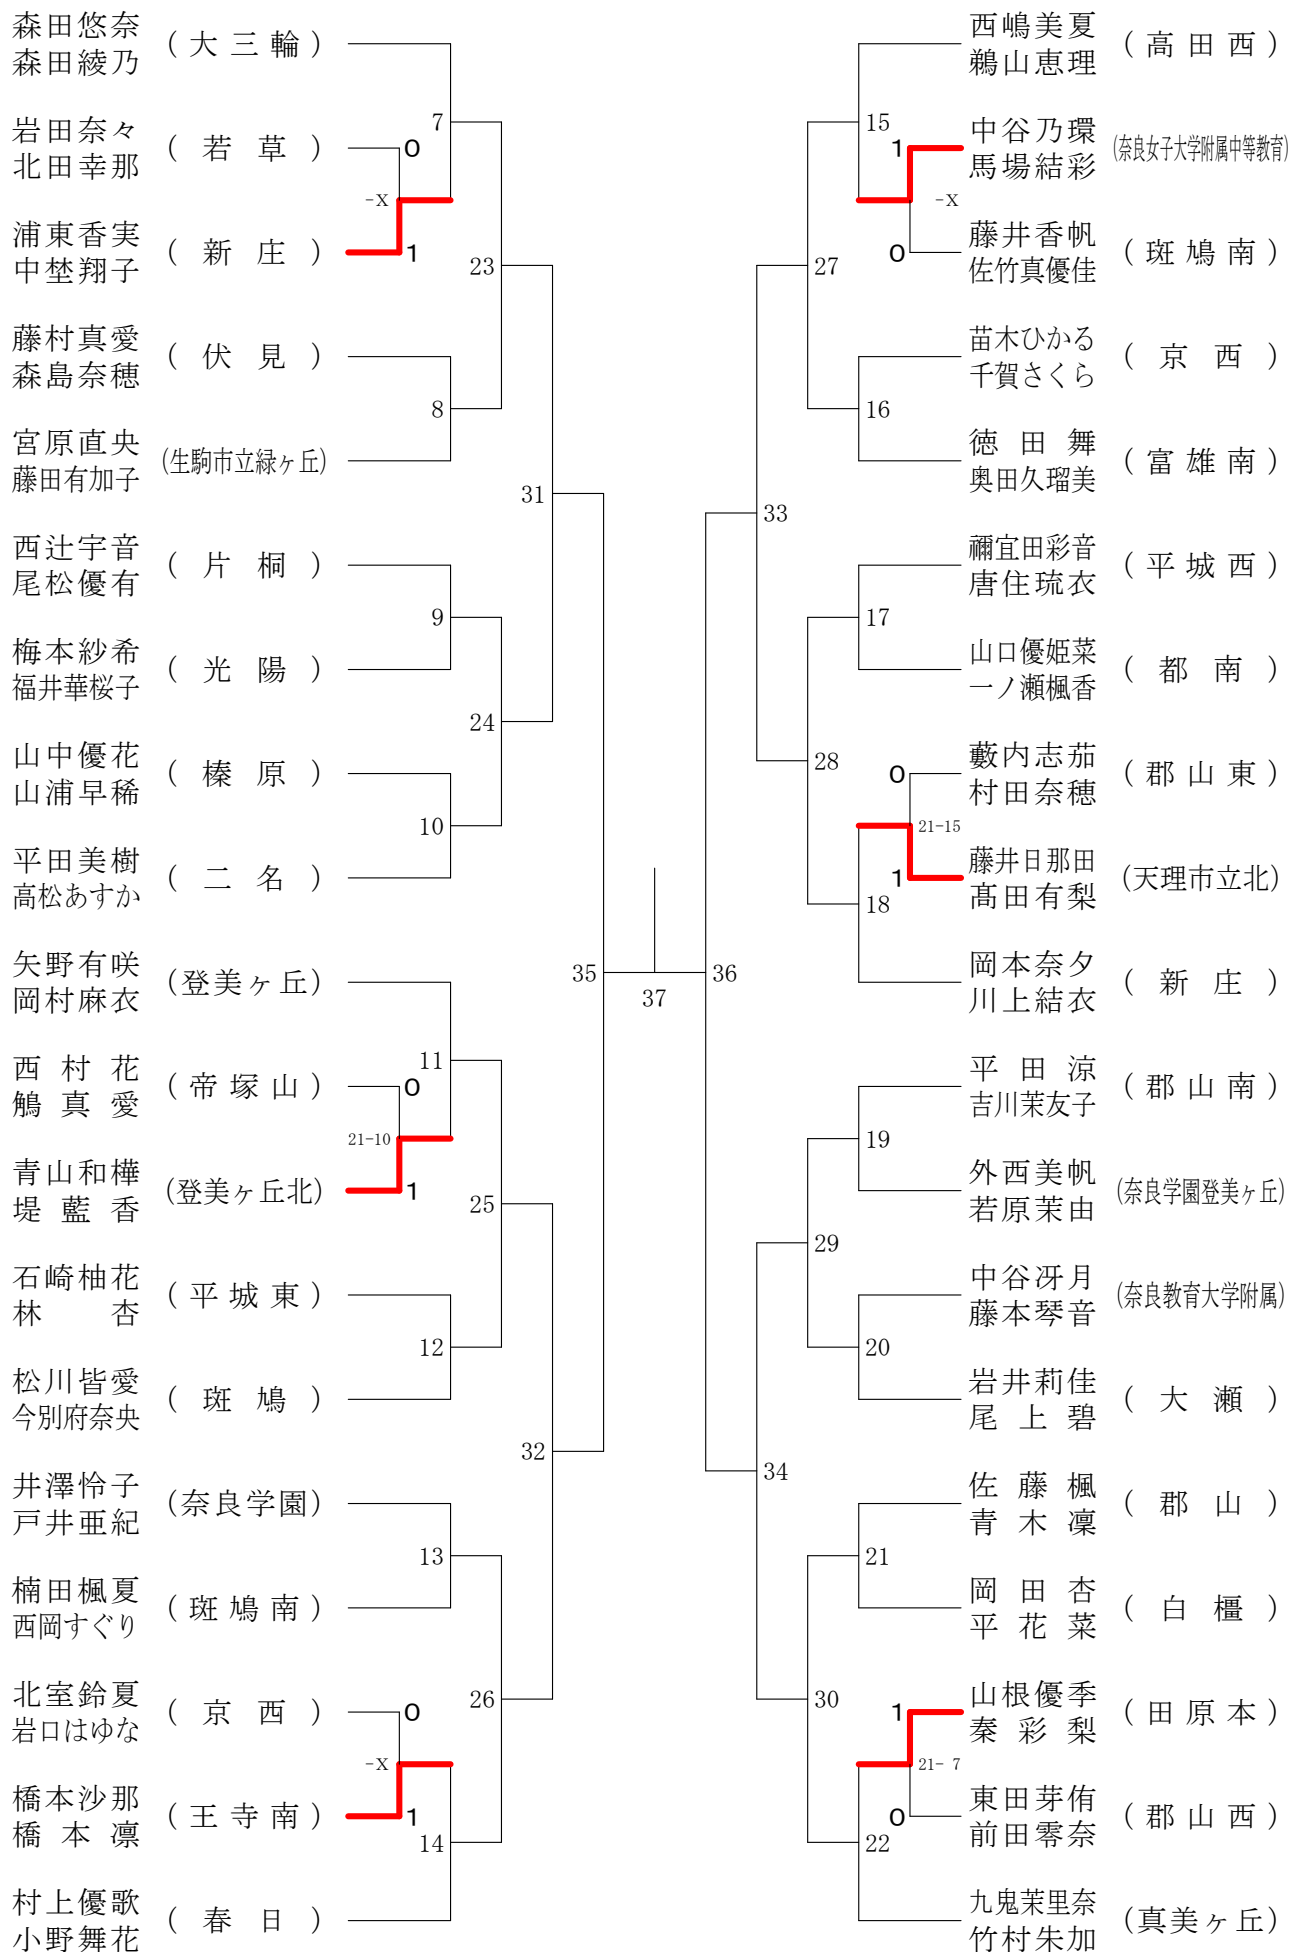 森田悠奈
森田綾乃
(大三輪)
7
岩田奈々
北田幸那
(若草)
0
-X
浦東香実
中埜翔子
(新庄)
1
23
藤村真愛
森島奈穂
(伏見)
8
宮原直央
藤田有加子
(生駒市立緑ヶ丘)
31
西辻宇音
尾松優有
(片桐)
9
梅本紗希
福井華桜子
(光陽)
24
山中優花
山浦早稀
(榛原)
10
平田美樹
高松あすか
(二名)
35
矢野有咲
岡村麻衣
(登美ヶ丘)
11
西村花
鵤真愛
(帝塚山)
0
21-10
青山和樺
堤藍香
(登美ヶ丘北)
1
25
石崎柚花
林杏
(平城東)
12
松川皆愛
今別府奈央
(斑鳩)
32
井澤怜子
戸井亜紀
(奈良学園)
13
楠田楓夏
西岡すぐり
(斑鳩南)
26
北室鈴夏
岩口はゆな
(京西)
0
-X
橋本沙那
橋本凛
(王寺南)
1
14
村上優歌
小野舞花
(春日)
37
西嶋美夏
鵜山恵理
(高田西)
15
中谷乃環
馬場結彩
(奈良女子大学附属中等教育)
1
-X
藤井香帆
佐竹真優佳
(斑鳩南)
0
27
苗木ひかる
千賀さくら
(京西)
16
徳田舞
奥田久瑠美
(富雄南)
33
禰宜田彩音
唐住琉衣
(平城西)
17
山口優姫菜
一ノ瀬楓香
(都南)
28
藪内志茄
村田奈穂
(郡山東)
0
21-15
藤井日那田
髙田有梨
(天理市立北)
1
18
岡本奈夕
川上結衣
(新庄)
36
平田涼
吉川茉友子
(郡山南)
19
外西美帆
若原茉由
(奈良学園登美ヶ丘)
29
中谷冴月
藤本琴音
(奈良教育大学附属)
20
岩井莉佳
尾上碧
(大瀬)
34
佐藤楓
青木凜
(郡山)
21
岡田杏
平花菜
(白橿)
30
山根優季
秦彩梨
(田原本)
1
21- 7
東田芽侑
前田零奈
(郡山西)
0
22
九鬼茉里奈
竹村朱加
(真美ヶ丘)